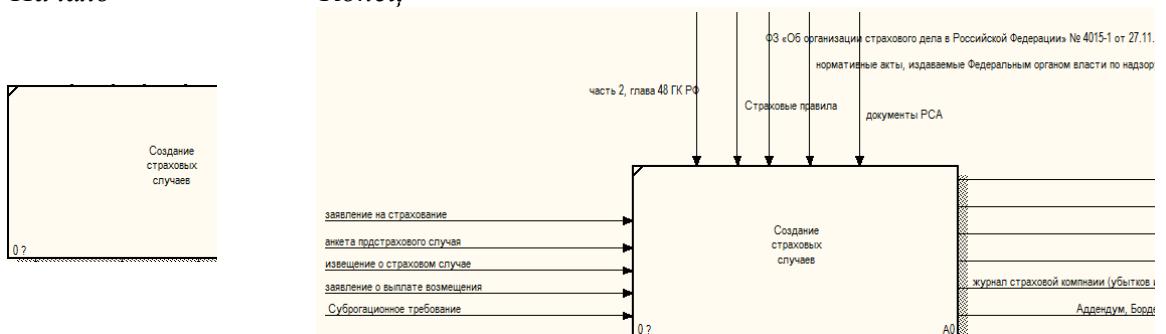 ФЗ «Об организации страхового дела в Российской Федерации» № 4015-1 от 27.11.
нормативные акты, издаваемые Федеральным органом власти по надзору
часть 2, глава 48 ГК РФ
Страховые правила
документы РСА
Создание
страховых
случаев
0 ?
заявление на страхование
анкета прдстрахового случая
извещение о страховом случае
заявление о выплате возмещения
Суброгационное требование
Создание
страховых
случаев
0 ?
A0
журнал страховой компнаии (убытков и
Аддендум, Борде